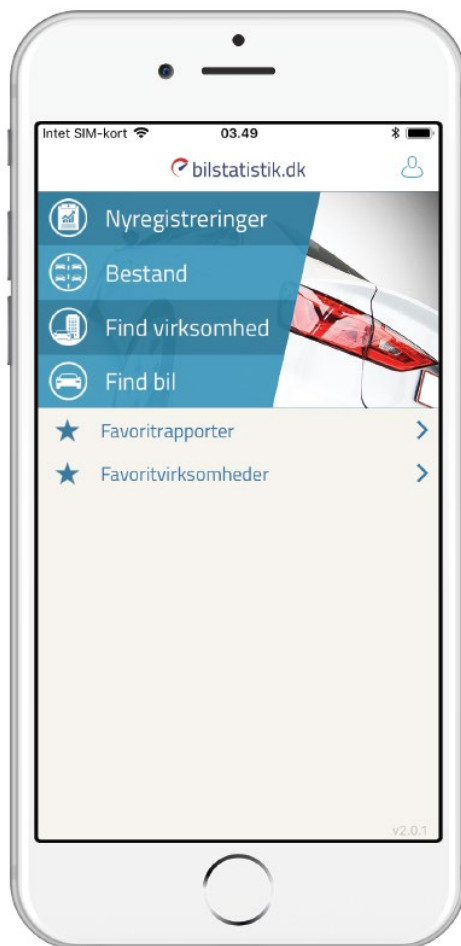 Intet SIM-kort 03.49
bilstatistik.dk
Nyregistreringer
Bestand
Find virksomhed
Find bil
Favoritrapporter
Favoritvirksomheder
v2.0.1